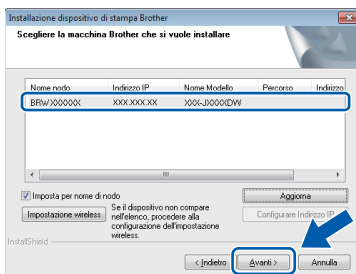 Installazione dispositivo di stampa Brother
Scegliere la macchina Brother che si vuole installare
Nome nodo Indirizzo IP Nome Modello Percorso Indirizzo
BRWXXXXXX XXX.XXX.XX XXX-JXXXXDW
Imposta per nome di nodo
Aggiorna
Impostazione wireless
Se il dispositivo non compare
nell'elenco, procedere alla
configurazione dell'impostazione
wireless.
Configurare Indirizzo IP
InstallShield
< Indietro Avanti > Annulla